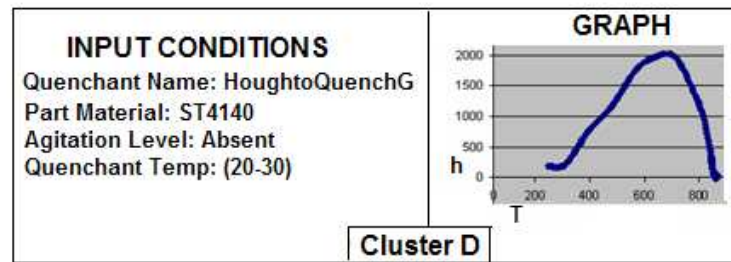 INPUT CONDITIONS
Quenchant Name: HoughtoQuenchG
Part Material: ST4140
Agitation Level: Absent
Quenchant Temp: (20-30)
GRAPH
2000
1500
1000
500
0
h
0 200 400 600 800
T
Cluster D